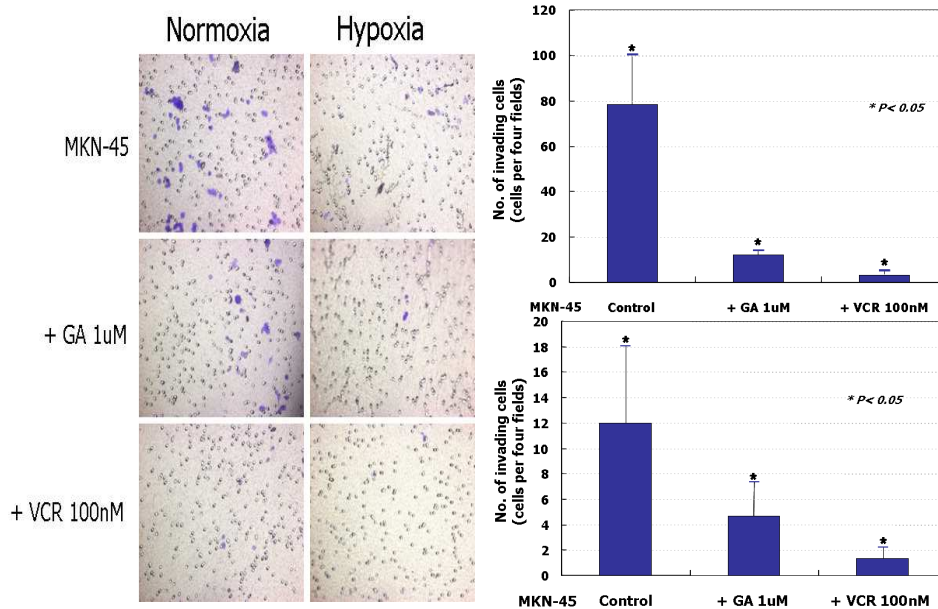 Normoxia Hypoxia
MKN-45
+ GA 1uM
+ VCR 100nM
120
100
80
60
40
20
0
No. of invading cells
(cells per four fields)
*
*
*
* P< 0.05
MKN-45 Control + GA 1uM + VCR 100nM
20
18
16
14
12
10
8
6
4
2
0
No. of invading cells
(cells per four fields)
*
*
*
* P< 0.05
MKN-45 Control + GA 1uM + VCR 100nM